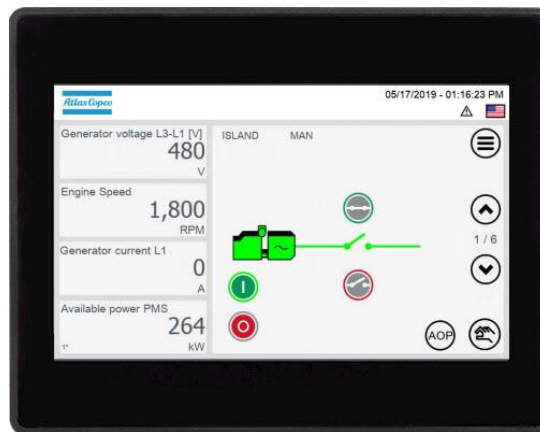 Atlas Copco
05/17/2019 - 01:16:23 PM
Generator voltage L3-L1 [V]
480
V
ISLAND MAN
Engine Speed
1,800
RPM
1 / 6
Generator current L1
0
A
I
Available power PMS
264
1* kW
O
AOP